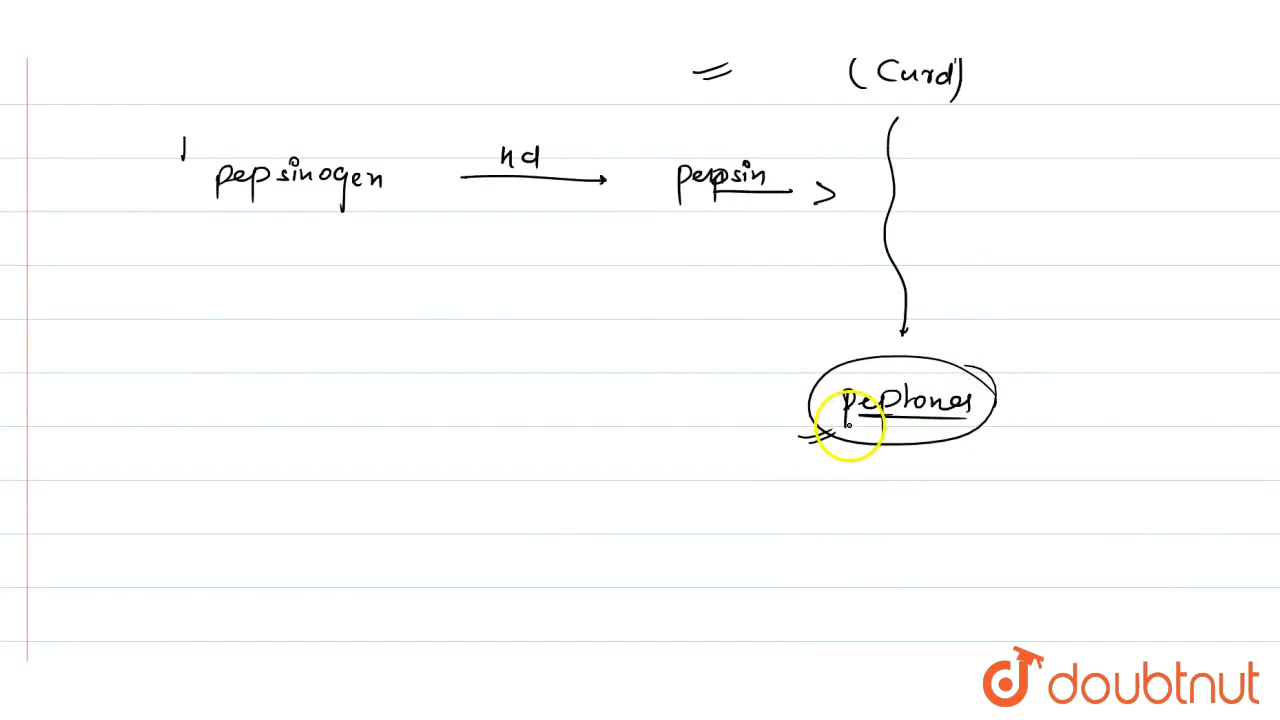 = (Curd)
pepsinogen Hcl → pepsin >
peptones
doubtnut